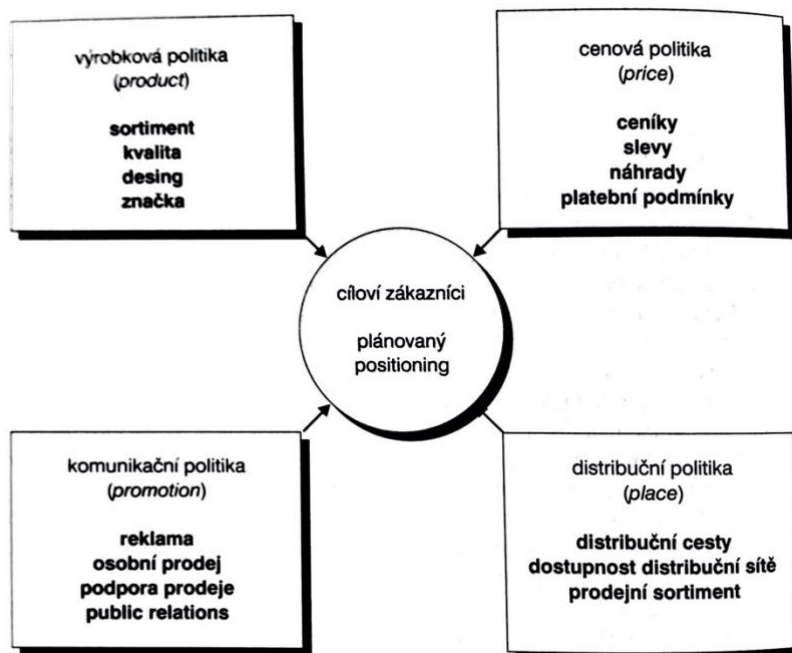 výrobková politika
(product)
sortiment
kvalita
desing
značka
cenová politika
(price)
ceníky
slevy
náhrady
platební podmínky
cíloví zákazníci
plánovaný
positioning
komunikační politika
(promotion)
reklama
osobní prodej
podpora prodeje
public relations
distribuční politika
(place)
distribuční cesty
dostupnost distribuční sítě
prodejní sortiment